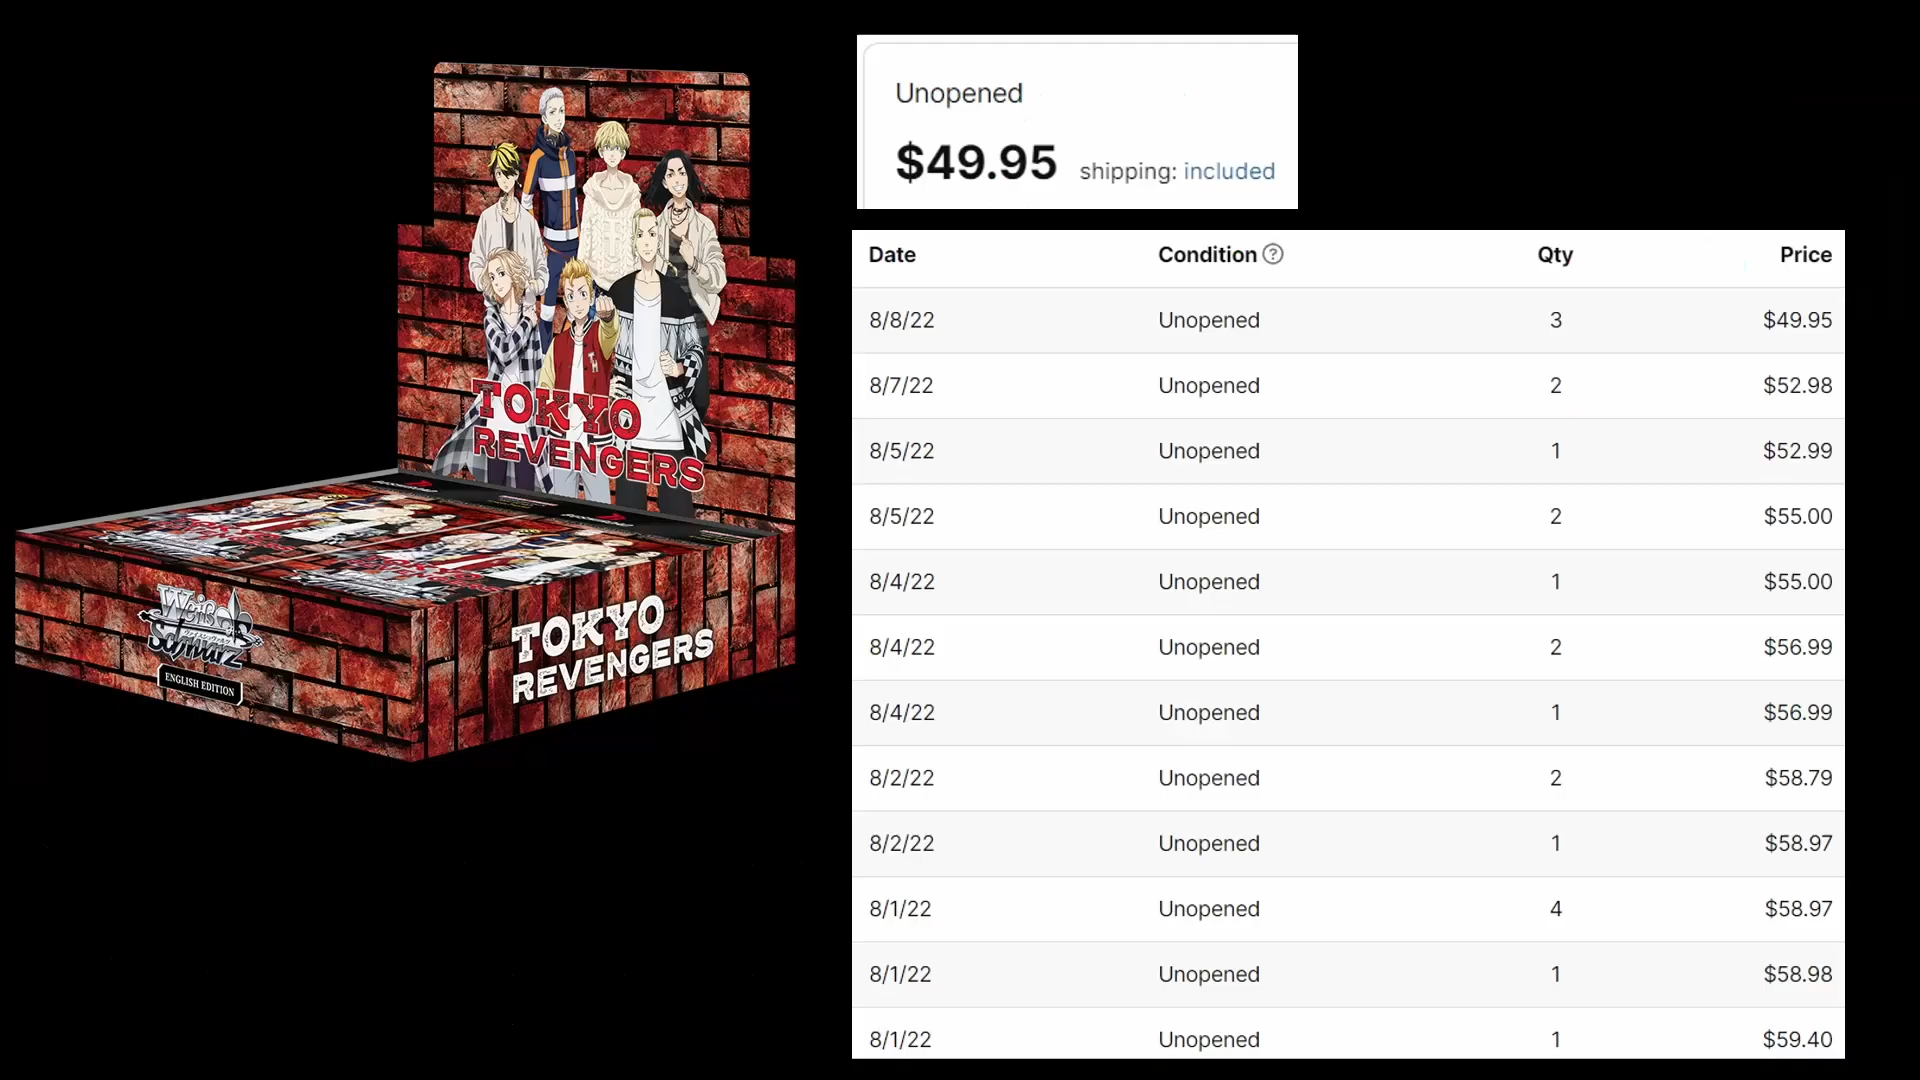 TOKYO
REVENGERS
Weiß
Schwarz
ENGLISH EDITION
TOKYO
REVENGERS
Unopened
$49.95 shipping: included
Date Condition ? Qty Price
8/8/22 Unopened 3 $49.95
8/7/22 Unopened 2 $52.98
8/5/22 Unopened 1 $52.99
8/5/22 Unopened 2 $55.00
8/4/22 Unopened 1 $55.00
8/4/22 Unopened 2 $56.99
8/4/22 Unopened 1 $56.99
8/2/22 Unopened 2 $58.79
8/2/22 Unopened 1 $58.97
8/1/22 Unopened 4 $58.97
8/1/22 Unopened 1 $58.98
8/1/22 Unopened 1 $59.40